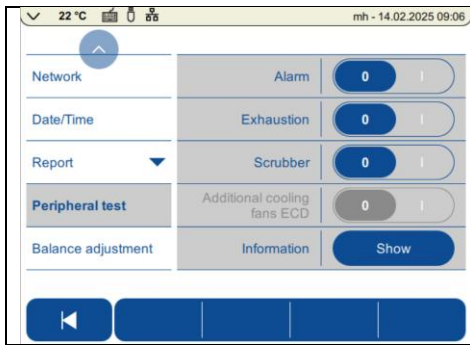 22 °C
mh - 14.02.2025 09:06
Network
Alarm 0 I
Date/Time
Exhaustion 0 I
Report
Scrubber 0 I
Peripheral test
Additional cooling
fans ECD 0 I
Balance adjustment
Information Show